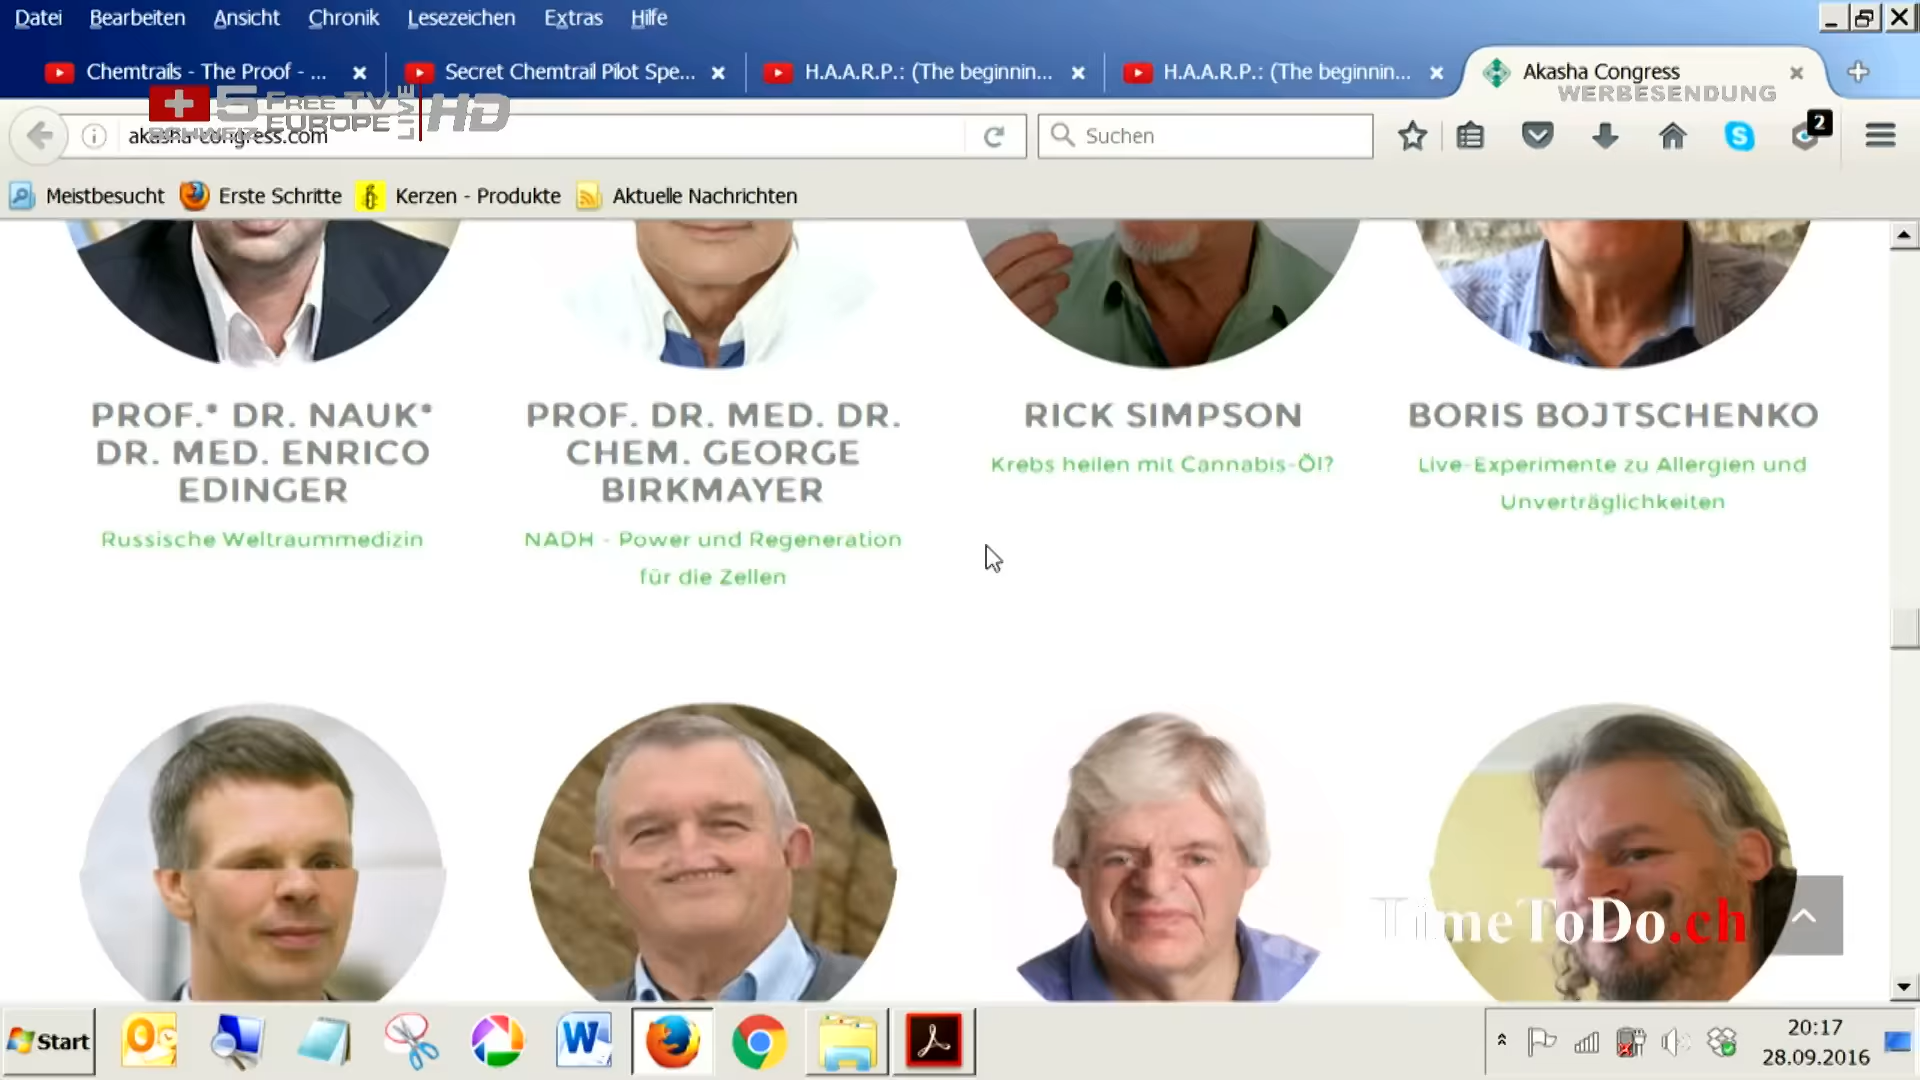 Datei Bearbeiten Ansicht Chronik Lesezeichen Extras Hilfe
Chemtrails - The Proof - ... Secret Chemtrail Pilot Spe... H.A.A.R.P.: (The beginnin... H.A.A.R.P.: (The beginnin... Akasha Congress
WERBESENDUNG
5 FREE TV EUROPE LIVE HD
SCHWEIZ
akasha-congress.com Suchen 2
Meistbesucht Erste Schritte Kerzen - Produkte Aktuelle Nachrichten
PROF.* DR. NAUK*
DR. MED. ENRICO
EDINGER
Russische Weltraummedizin
PROF. DR. MED. DR.
CHEM. GEORGE
BIRKMAYER
NADH - Power und Regeneration
für die Zellen
RICK SIMPSON
Krebs heilen mit Cannabis-Öl?
BORIS BOJTSCHENKO
Live-Experimente zu Allergien und
Unverträglichkeiten
TimeToDo.ch
Start
20:17
28.09.2016